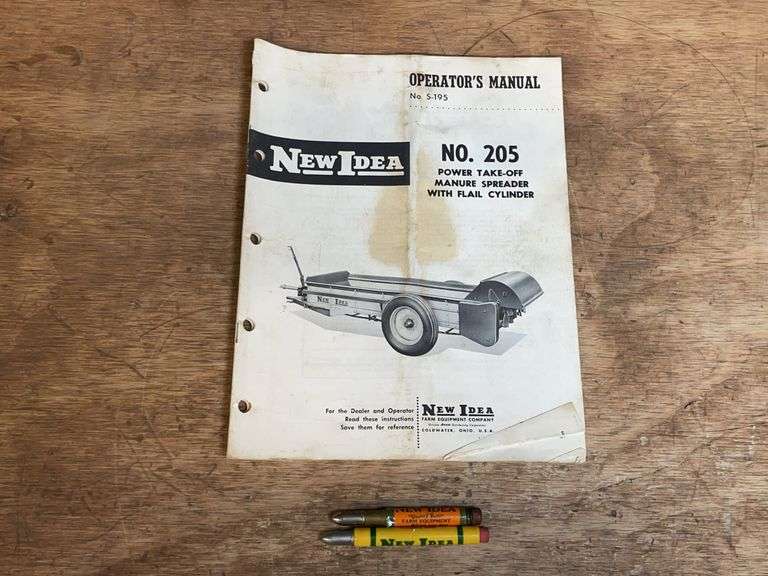 OPERATOR'S MANUAL
No. S-195
NEW IDEA
NO. 205
POWER TAKE-OFF
MANURE SPREADER
WITH FLAIL CYLINDER
NEW IDEA
For the Dealer and Operator
Read these instructions
Save them for reference
NEW IDEA
FARM EQUIPMENT COMPANY
COLDWATER, OHIO, U.S.A.
NEW IDEA
FARM EQUIPMENT
NEW IDEA